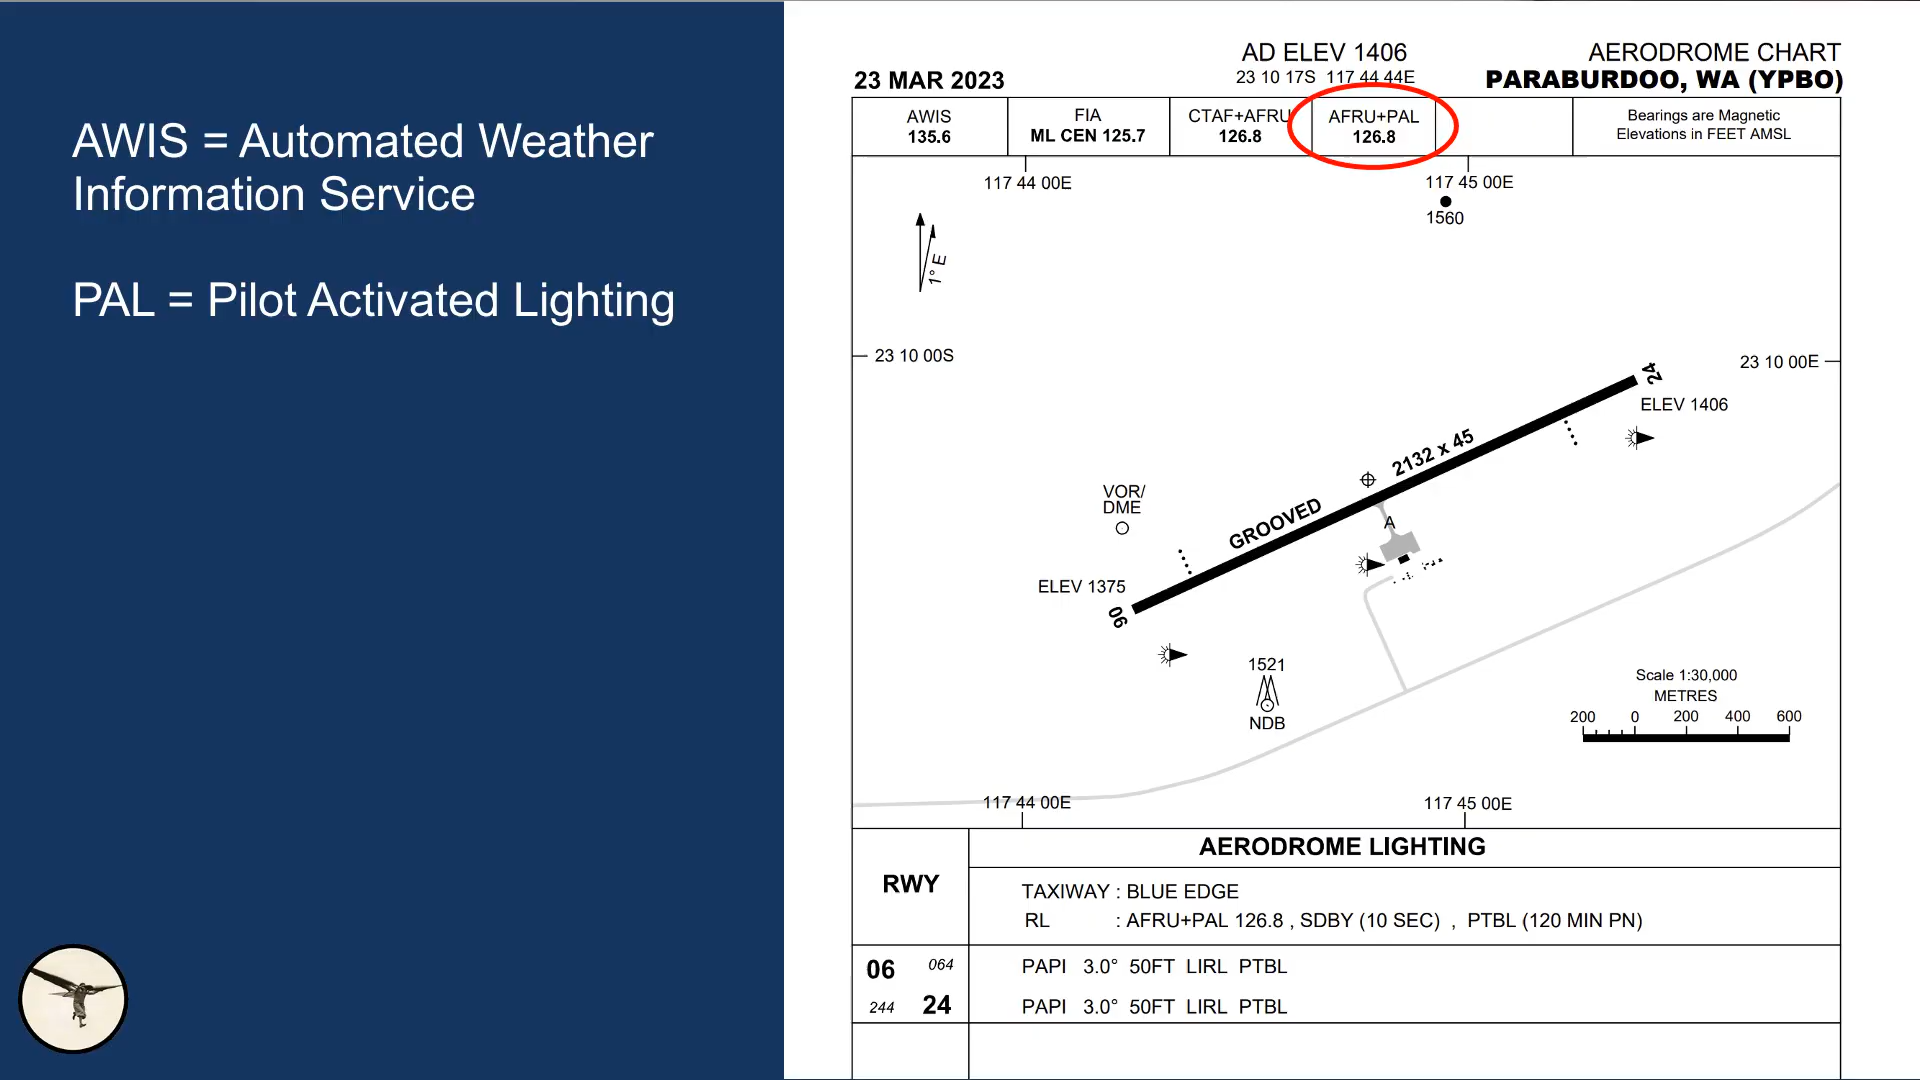 AWIS = Automated Weather
Information Service
PAL = Pilot Activated Lighting
AD ELEV 1406
AERODROME CHART
23 MAR 2023
23 10 17S 117 44 44E
PARABURDOO, WA (YPBO)
AWIS
135.6
FIA
ML CEN 125.7
CTAF+AFRU
126.8
AFRU+PAL
126.8
Bearings are Magnetic
Elevations in FEET AMSL
117 44 00E
117 45 00E
1560
1° E
23 10 00S
23 10 00E
24
ELEV 1406
2132 x 45
GROOVED
VOR/
DME
A
ELEV 1375
06
1521
NDB
Scale 1:30,000
METRES
200 0 200 400 600
117 44 00E
117 45 00E
RWY
AERODROME LIGHTING
TAXIWAY : BLUE EDGE
RL : AFRU+PAL 126.8 , SDBY (10 SEC) , PTBL (120 MIN PN)
06 064 PAPI 3.0° 50FT LIRL PTBL
244 24 PAPI 3.0° 50FT LIRL PTBL